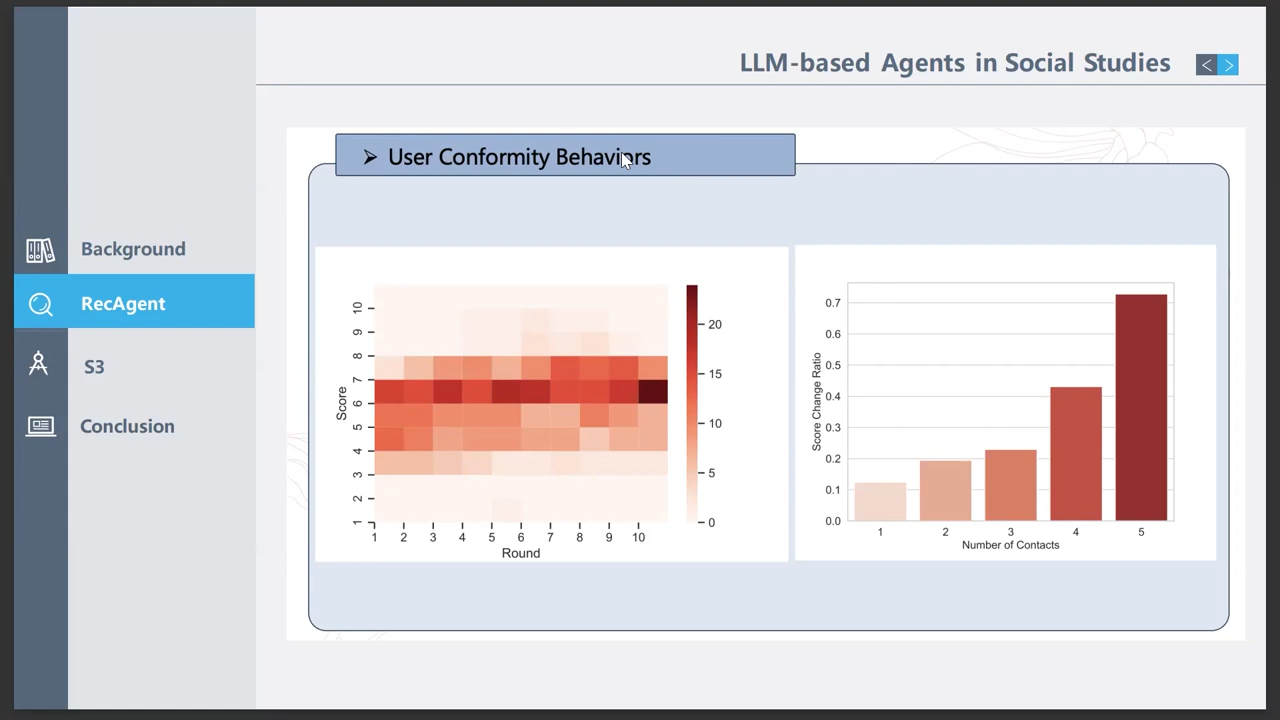 LLM-based Agents in Social Studies
< >
Background
RecAgent
S3
Conclusion
➢ User Conformity Behaviors
Score
10
9
8
7
6
5
4
3
2
1
1 2 3 4 5 6 7 8 9 10
Round
20
15
10
5
0
Score Change Ratio
0.7
0.6
0.5
0.4
0.3
0.2
0.1
0.0
1 2 3 4 5
Number of Contacts